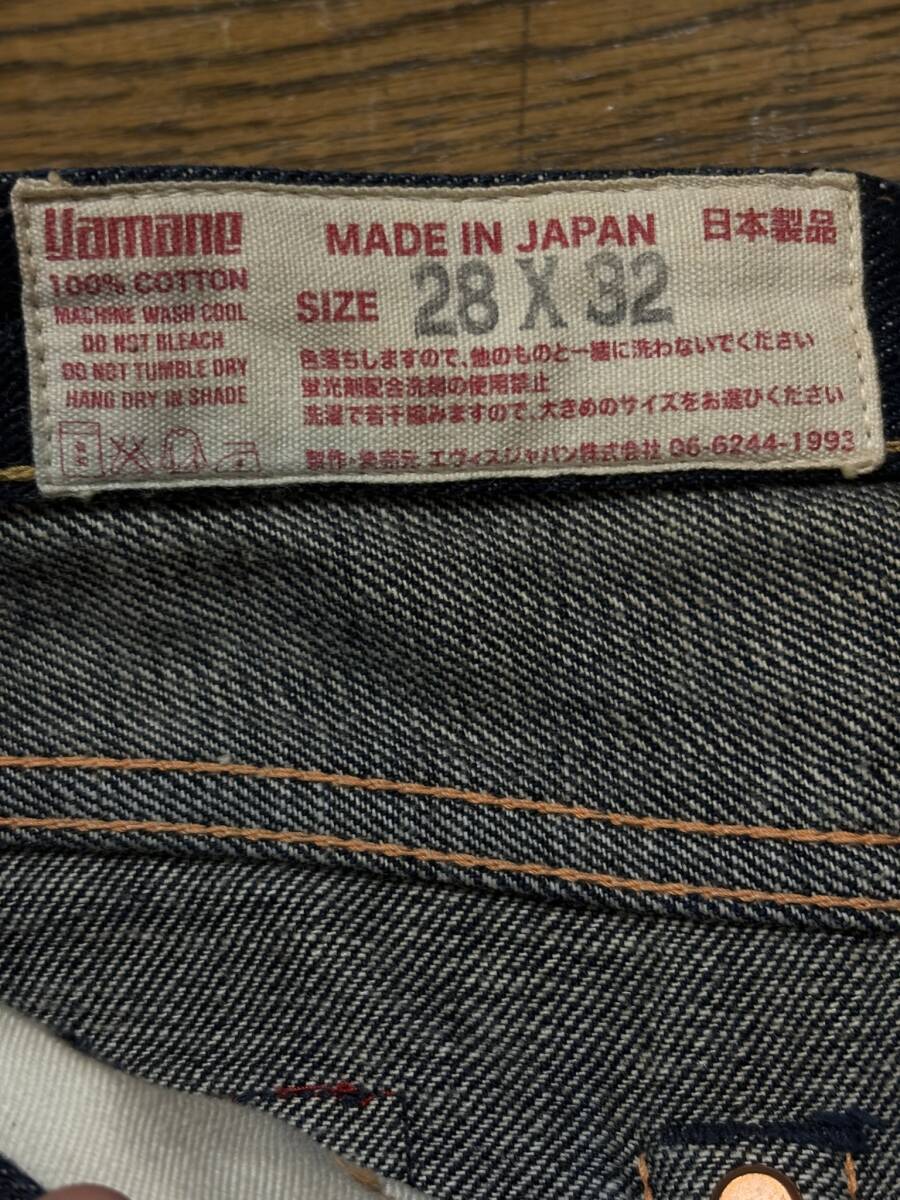 Yamane
100% COTTON
MACHINE WASH COOL
DO NOT BLEACH
DO NOT TUMBLE DRY
HANG DRY IN SHADE
MADE IN JAPAN 日本製品
SIZE 28 X 32
色落ちしますので、他のものと一緒に洗わないでください
蛍光剤配合洗剤の使用禁止
洗濯で若干縮みますので、大きめのサイズをお選びください
製作・発売元 エヴィスジャパン株式会社 06-6244-1993